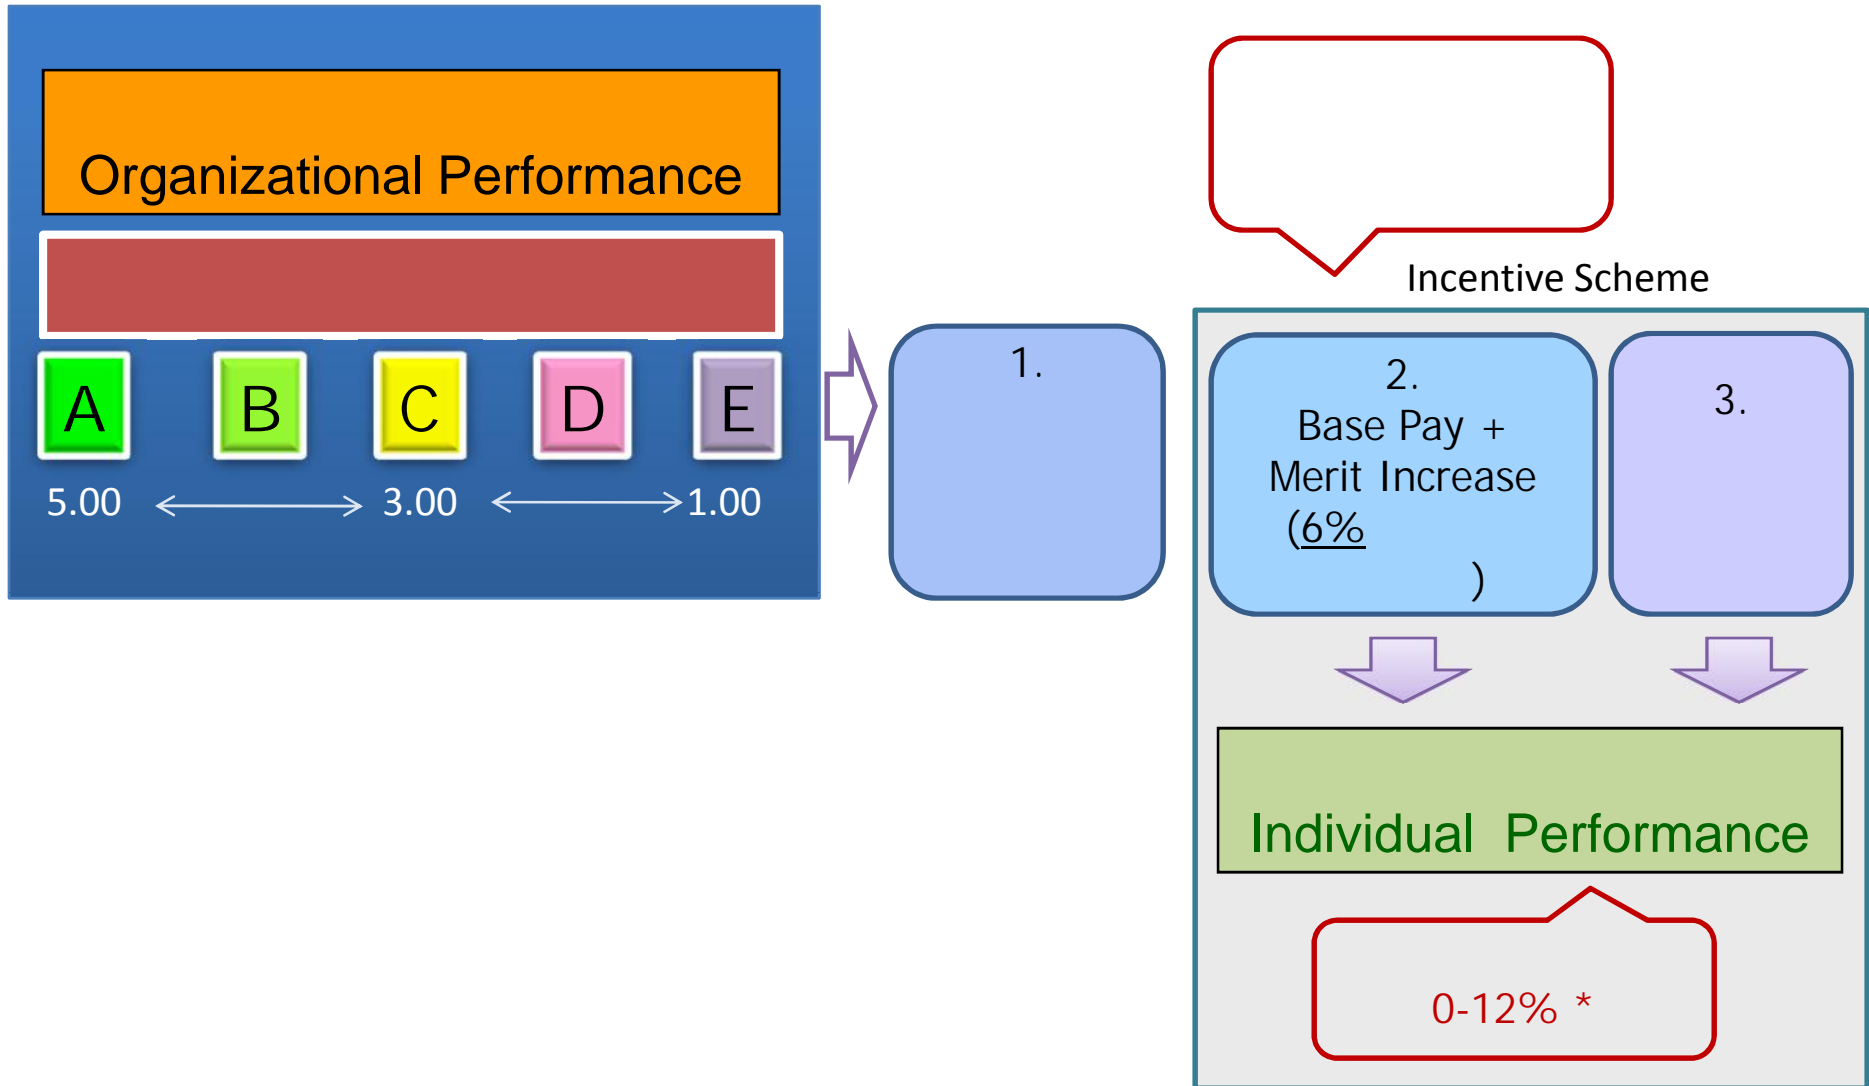 Organizational Performance
A B C D E
5.00 3.00 1.00
1.
Incentive Scheme
2.
Base Pay +
Merit Increase
(6%
)
3.
Individual Performance
0-12% *